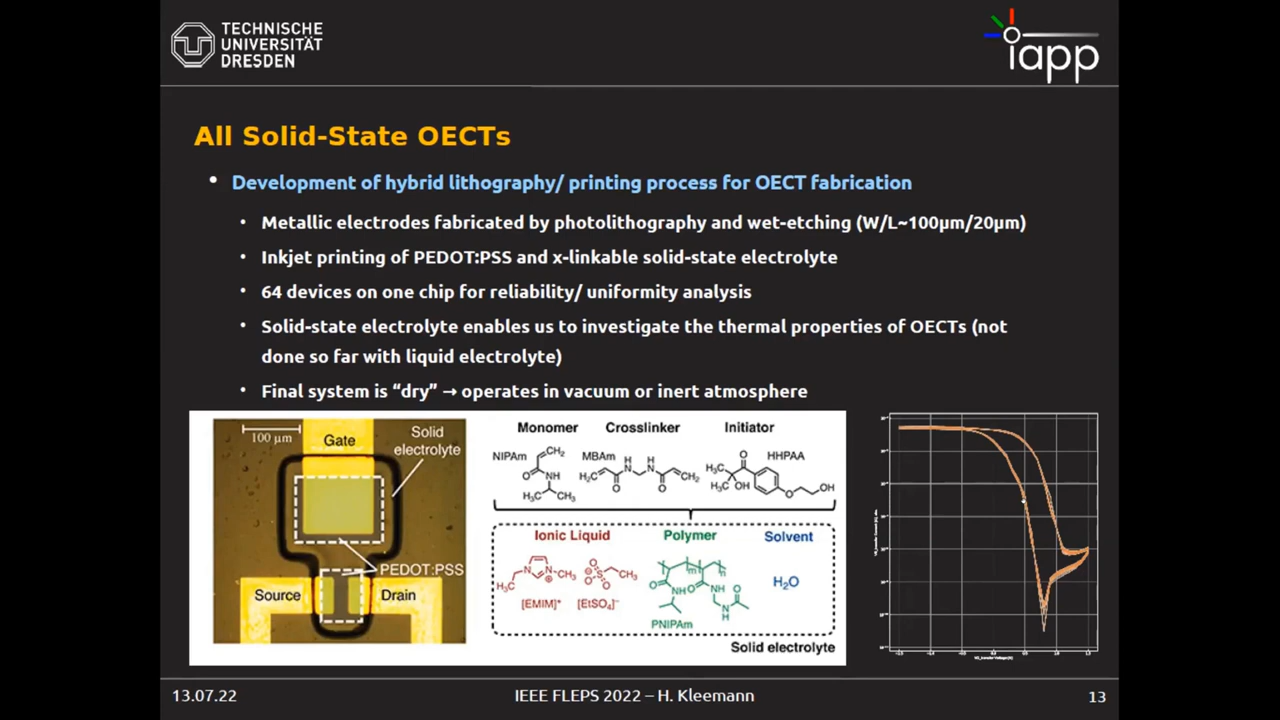 TECHNISCHE
UNIVERSITÄT
DRESDEN
iapp
All Solid-State OECTs
• Development of hybrid lithography/ printing process for OECT fabrication
• Metallic electrodes fabricated by photolithography and wet-etching (W/L~100µm/20µm)
• Inkjet printing of PEDOT:PSS and x-linkable solid-state electrolyte
• 64 devices on one chip for reliability/ uniformity analysis
• Solid-state electrolyte enables us to investigate the thermal properties of OECTs (not
done so far with liquid electrolyte)
• Final system is “dry” → operates in vacuum or inert atmosphere
100 µm
Gate
Solid
electrolyte
PEDOT:PSS
Source
Drain
Monomer Crosslinker Initiator
NIPAm
MBAm
HHPAA
Ionic Liquid Polymer Solvent
[EMIM]⁺ [EtSO₄]⁻
PNIPAm
H₂O
Solid electrolyte
13.07.22
IEEE FLEPS 2022 – H. Kleemann
13